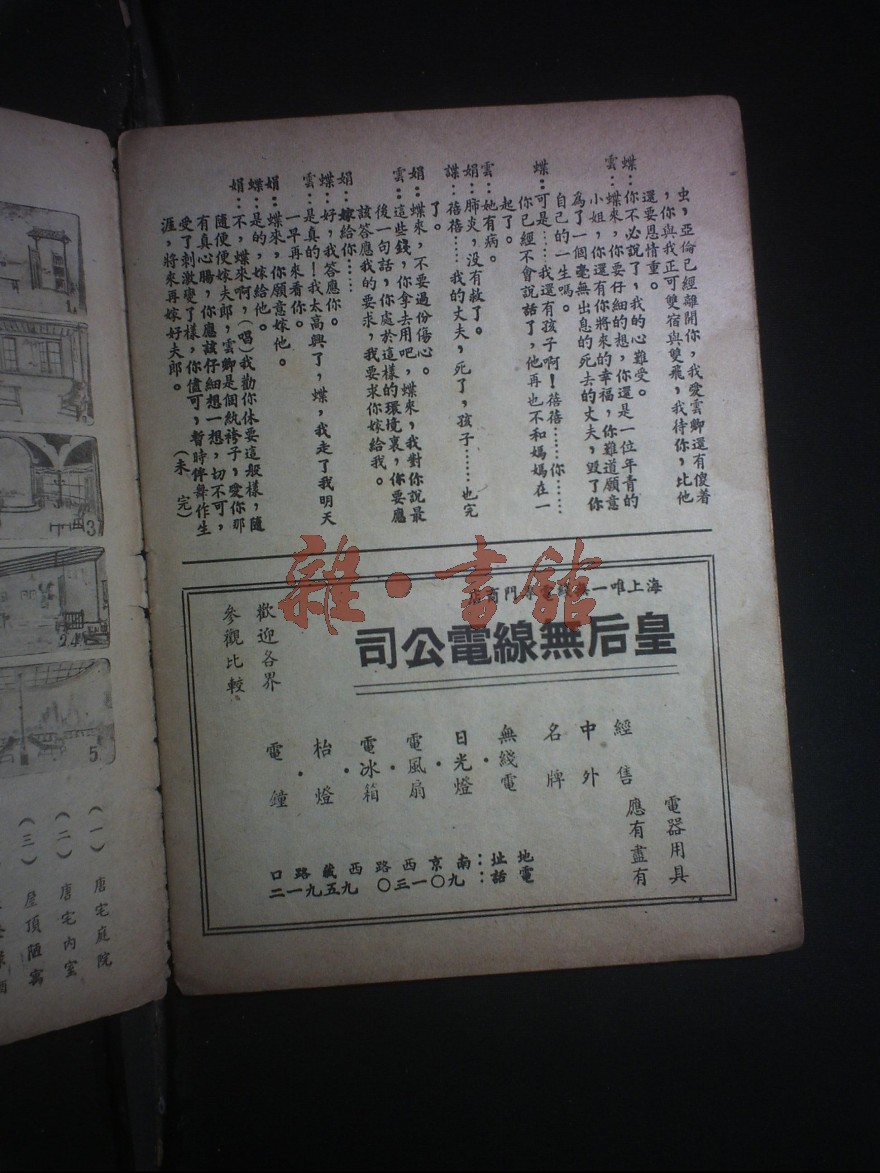 虫，亞倫已經離開你，我愛雲卿還有傻着
，你與我正可雙宿與雙飛，我待你，比他
還要恩情重。
蝶：你不必說了，我的心難受。
雲：蝶來，你要仔細的想，你還是一位年青的
小姐，你還有你將來的幸福，你難道願意
爲了一個毫無出息的死去的丈夫，毀了你
自己的一生嗎。
蝶：可是……我還有孩子啊！蓓蓓……你……
你已經不會說話了，他再也不和媽媽在一
起了。
雲：她有病。
娟：肺炎，沒有救了。
蝶：蓓蓓……我的丈夫，死了，孩子……也完
了。
娟：蝶來，不要過份傷心。
雲：這些錢，你拿去用吧，蝶來，我對你說最
後一句話，你處於這樣的環境裏，你要應
該答應我的要求，我要求你嫁給我。
娟：嫁給你……
蝶：好，我答應你。
雲：是真的！我太高興了，蝶，我走了我明天
一早再來看你。
娟：蝶來，你願意嫁他。
蝶：是的，嫁給他。
娟：不，蝶來啊，（唱）我勸你休要這般樣，隨
隨便便嫁夫郎，雲卿是個紈袴子，愛你那
有真心腸，你應該仔細想一想，切不可，
受了刺激變了樣，你儘可，暫時伴舞作生
涯，將來再嫁好夫郎。
（未完）
海上唯一無線電專門商店
皇后無線電公司
歡迎各界
參觀比較
經售
中外
名牌
無綫電・
日光燈・
電風扇・
電冰箱・
枱燈・
電鐘
電器用具
應有盡有
地址：南京西路西藏路口
電話：九〇一三〇 九五九一二
雜・書館
1.
3
4.
5.
（一）唐宅庭院
（二）唐宅內室
（三）屋頂陋寓